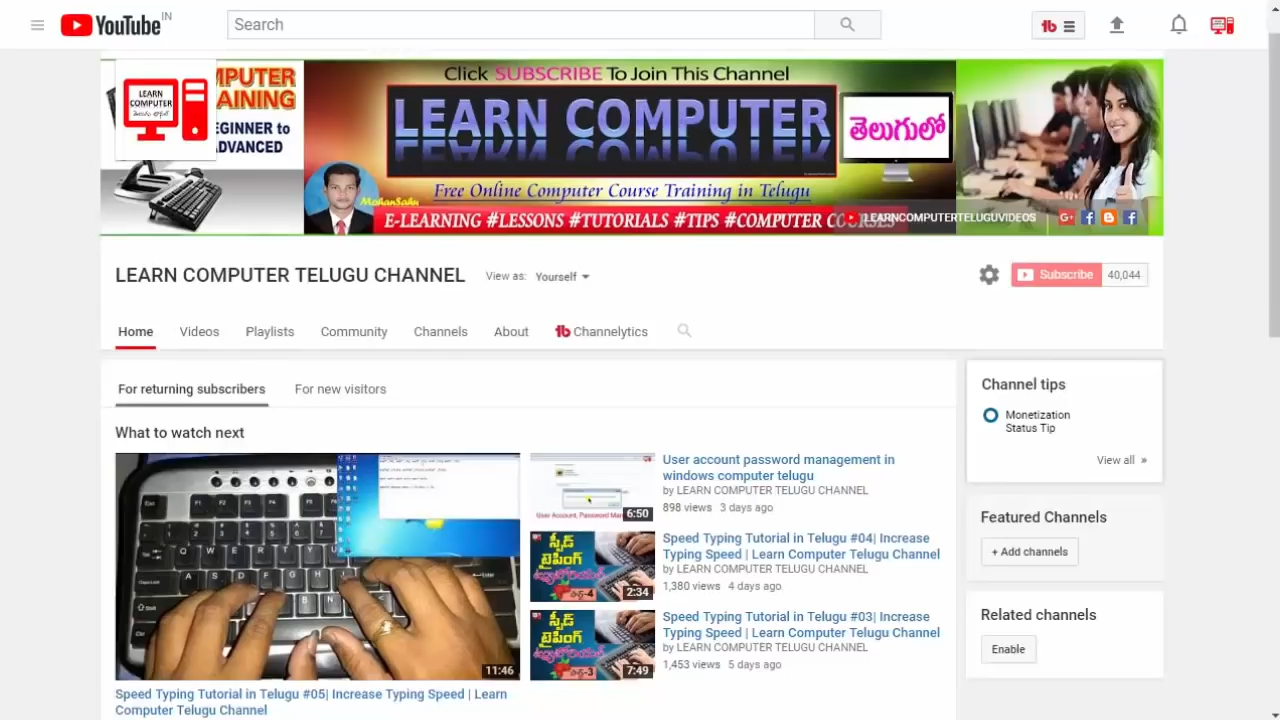 YouTube IN
Search
Click SUBSCRIBE To Join This Channel
LEARN COMPUTER
తెలుగులో
Free Online Computer Course Training in Telugu
MohanSahu
E-LEARNING #LESSONS #TUTORIALS #TIPS #COMPUTER COURSES
LEARNCOMPUTERTELUGUVIDEOS
LEARN
COMPUTER
MPUTER
AINING
EGINNER to
ADVANCED
LEARN COMPUTER TELUGU CHANNEL
View as: Yourself
Subscribe 40,044
Home Videos Playlists Community Channels About Channelytics
For returning subscribers For new visitors
What to watch next
11:46
Speed Typing Tutorial in Telugu #05| Increase Typing Speed | Learn
Computer Telugu Channel
6:50
User account password management in
windows computer telugu
by LEARN COMPUTER TELUGU CHANNEL
898 views 3 days ago
స్పీడ్
టైపింగ్
2:34
Speed Typing Tutorial in Telugu #04| Increase
Typing Speed | Learn Computer Telugu Channel
by LEARN COMPUTER TELUGU CHANNEL
1,380 views 4 days ago
స్పీడ్
టైపింగ్
7:49
Speed Typing Tutorial in Telugu #03| Increase
Typing Speed | Learn Computer Telugu Channel
by LEARN COMPUTER TELUGU CHANNEL
1,453 views 5 days ago
Channel tips
Monetization
Status Tip
View all »
Featured Channels
+ Add channels
Related channels
Enable